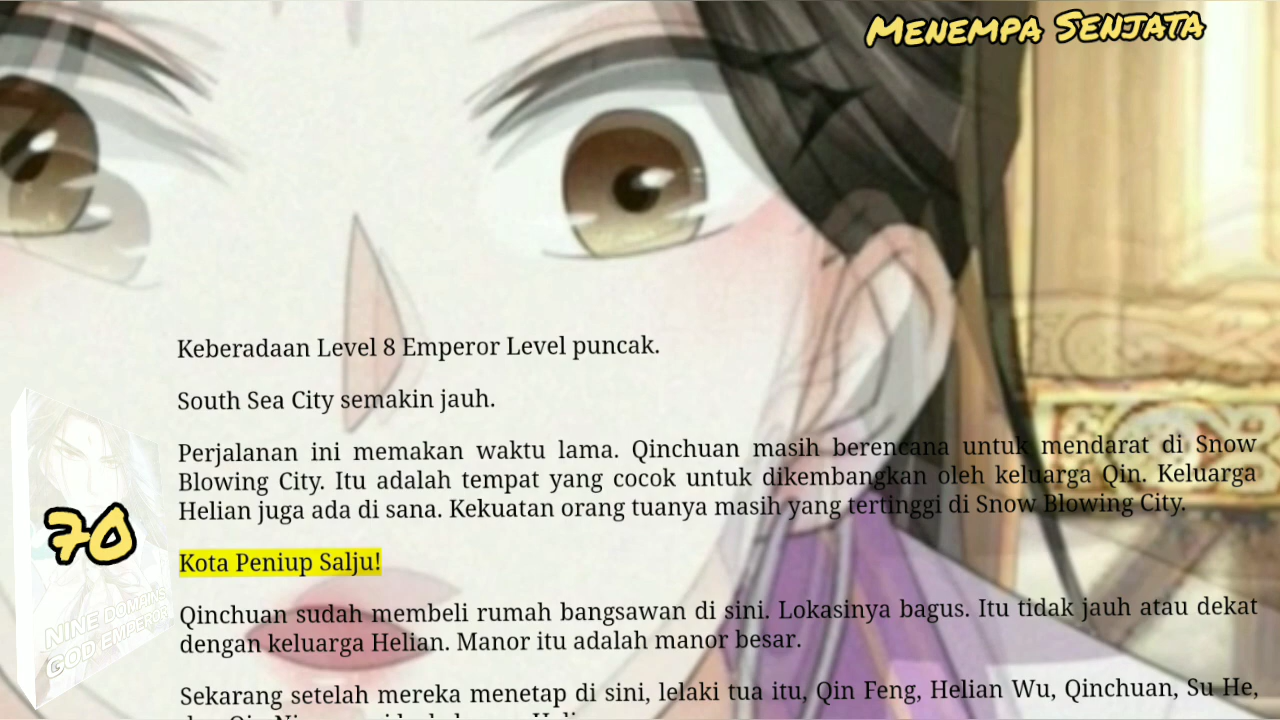 Menempa Senjata
Keberadaan Level 8 Emperor Level puncak.
South Sea City semakin jauh.
Perjalanan ini memakan waktu lama. Qinchuan masih berencana untuk mendarat di Snow
Blowing City. Itu adalah tempat yang cocok untuk dikembangkan oleh keluarga Qin. Keluarga
Helian juga ada di sana. Kekuatan orang tuanya masih yang tertinggi di Snow Blowing City.
70
NINE DOMAINS
GOD EMPEROR
Kota Peniup Salju!
Qinchuan sudah membeli rumah bangsawan di sini. Lokasinya bagus. Itu tidak jauh atau dekat
dengan keluarga Helian. Manor itu adalah manor besar.
Sekarang setelah mereka menetap di sini, lelaki tua itu, Qin Feng, Helian Wu, Qinchuan, Su He,